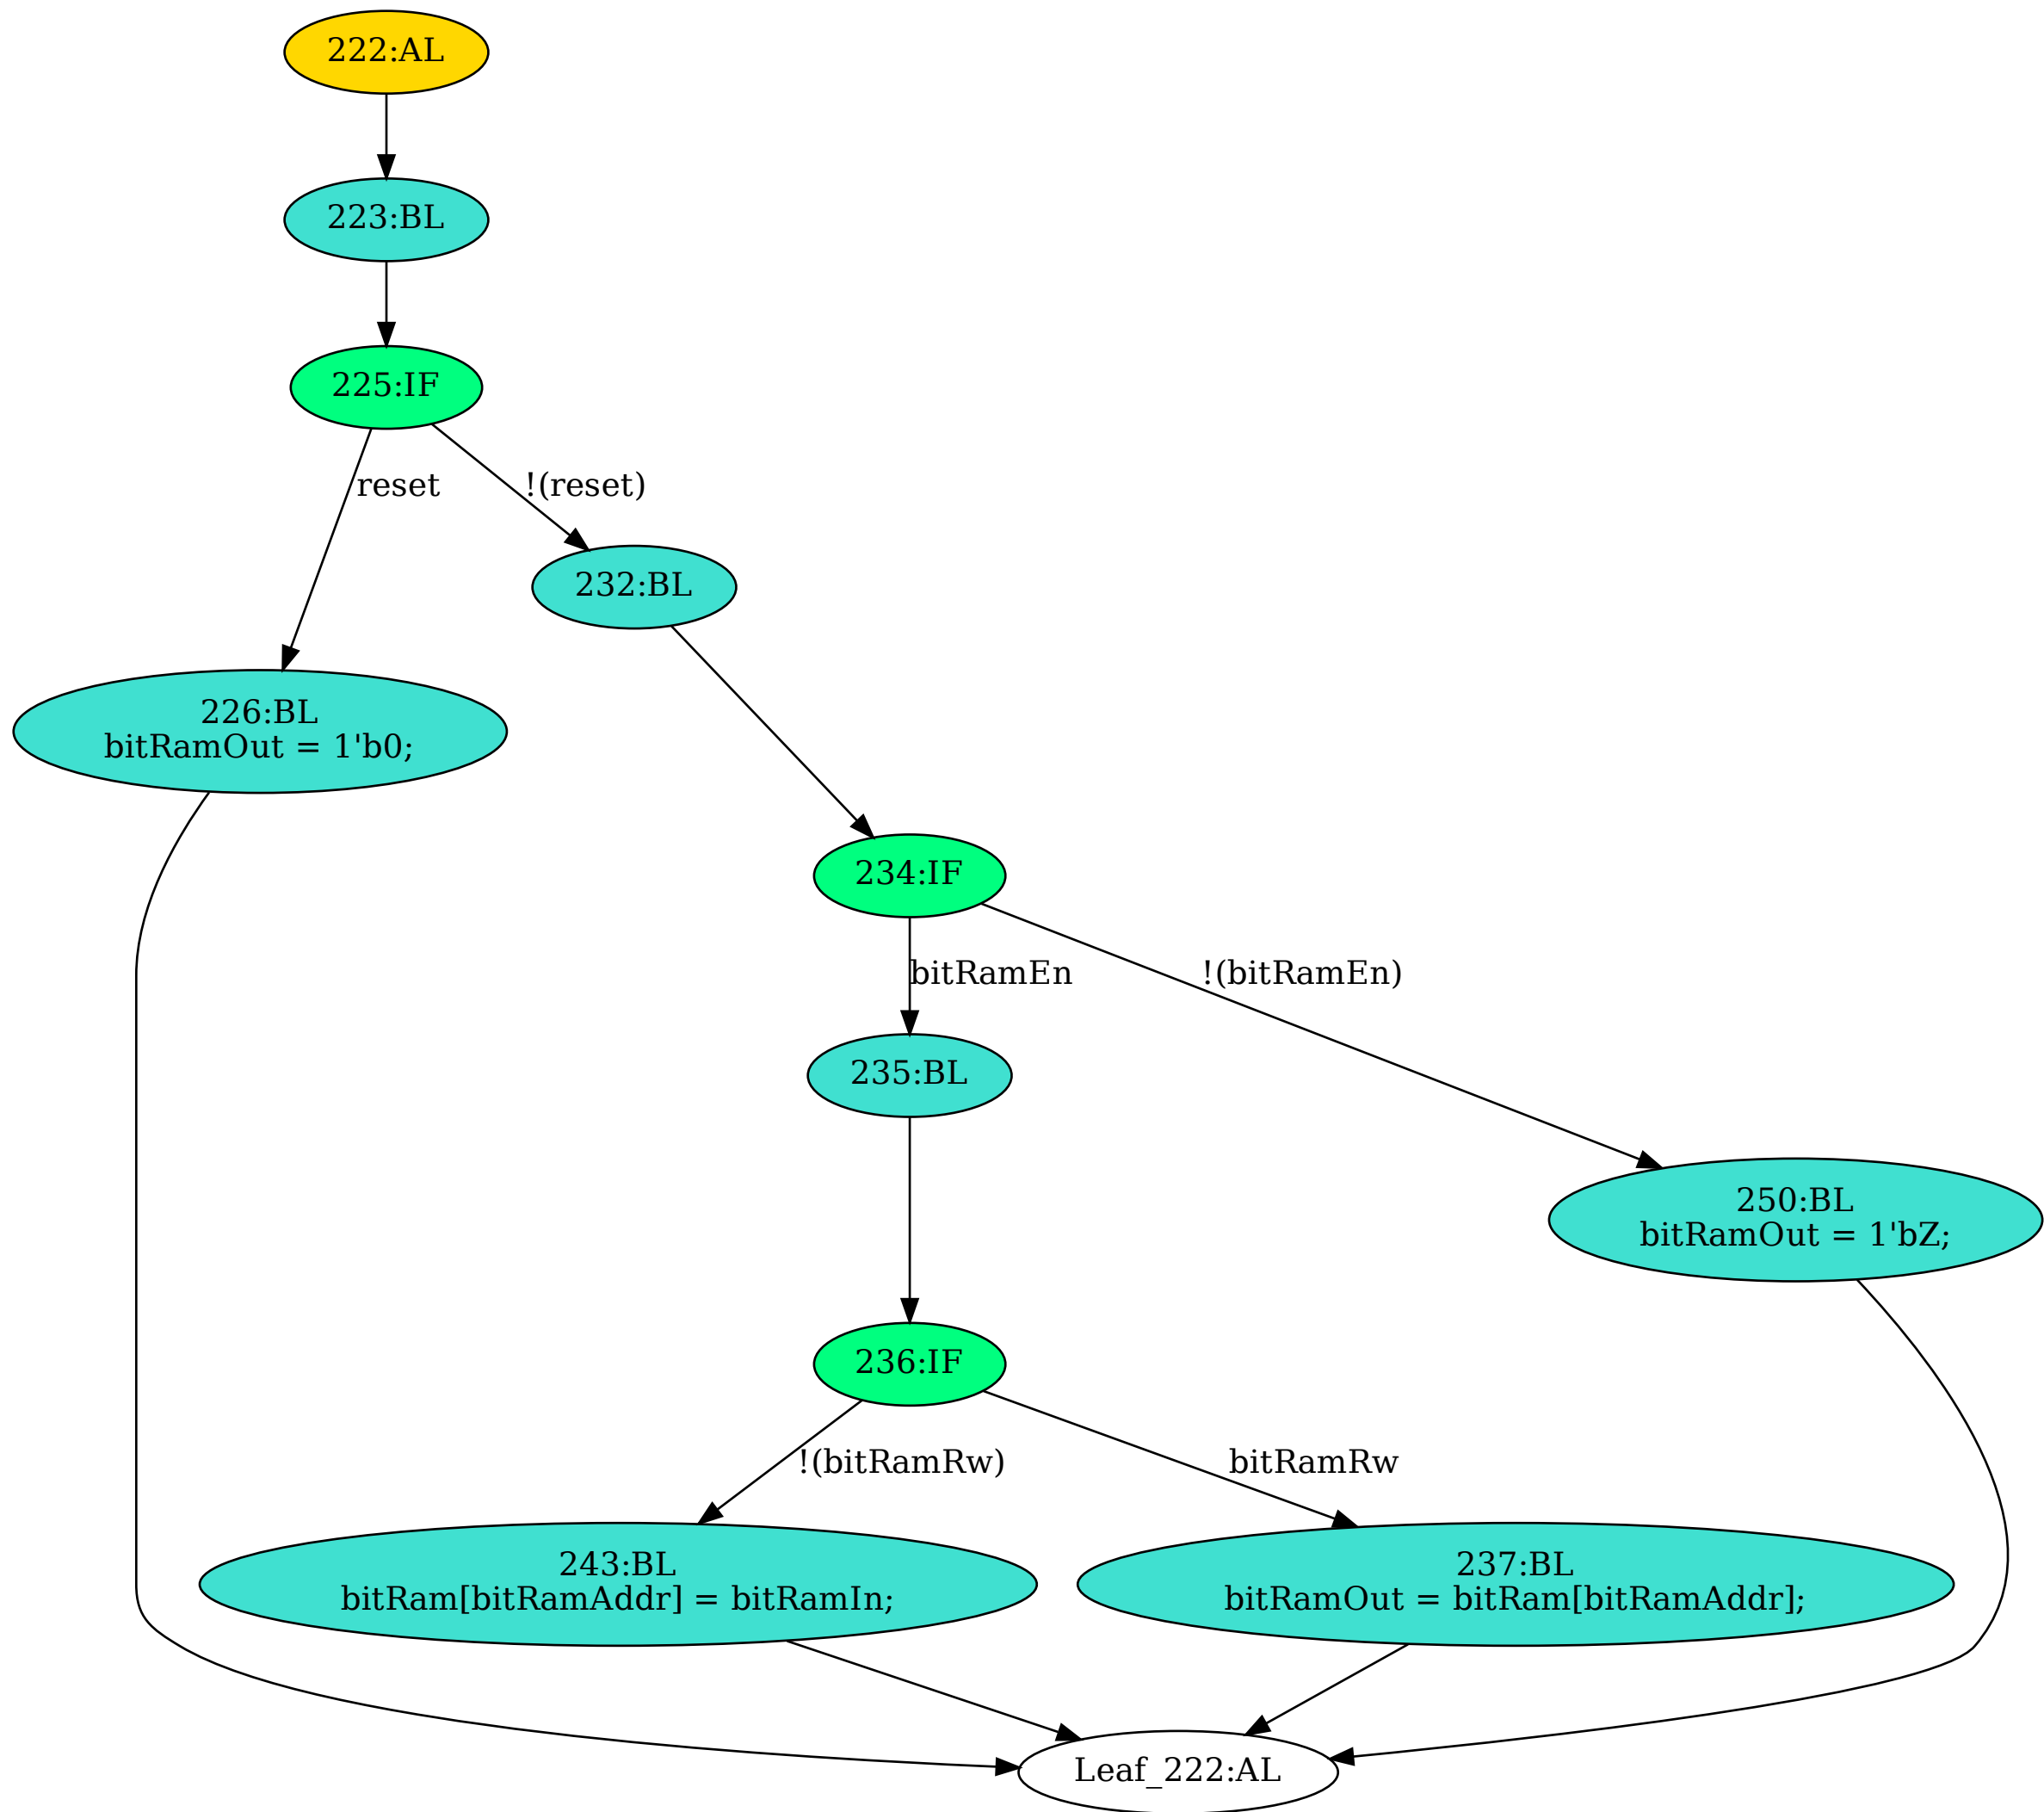 222:AL
223:BL
225:IF
reset
!(reset)
232:BL
226:BL
bitRamOut = 1'b0;
234:IF
bitRamEn
!(bitRamEn)
235:BL
250:BL
bitRamOut = 1'bZ;
236:IF
!(bitRamRw)
bitRamRw
243:BL
bitRam[bitRamAddr] = bitRamIn;
237:BL
bitRamOut = bitRam[bitRamAddr];
Leaf_222:AL